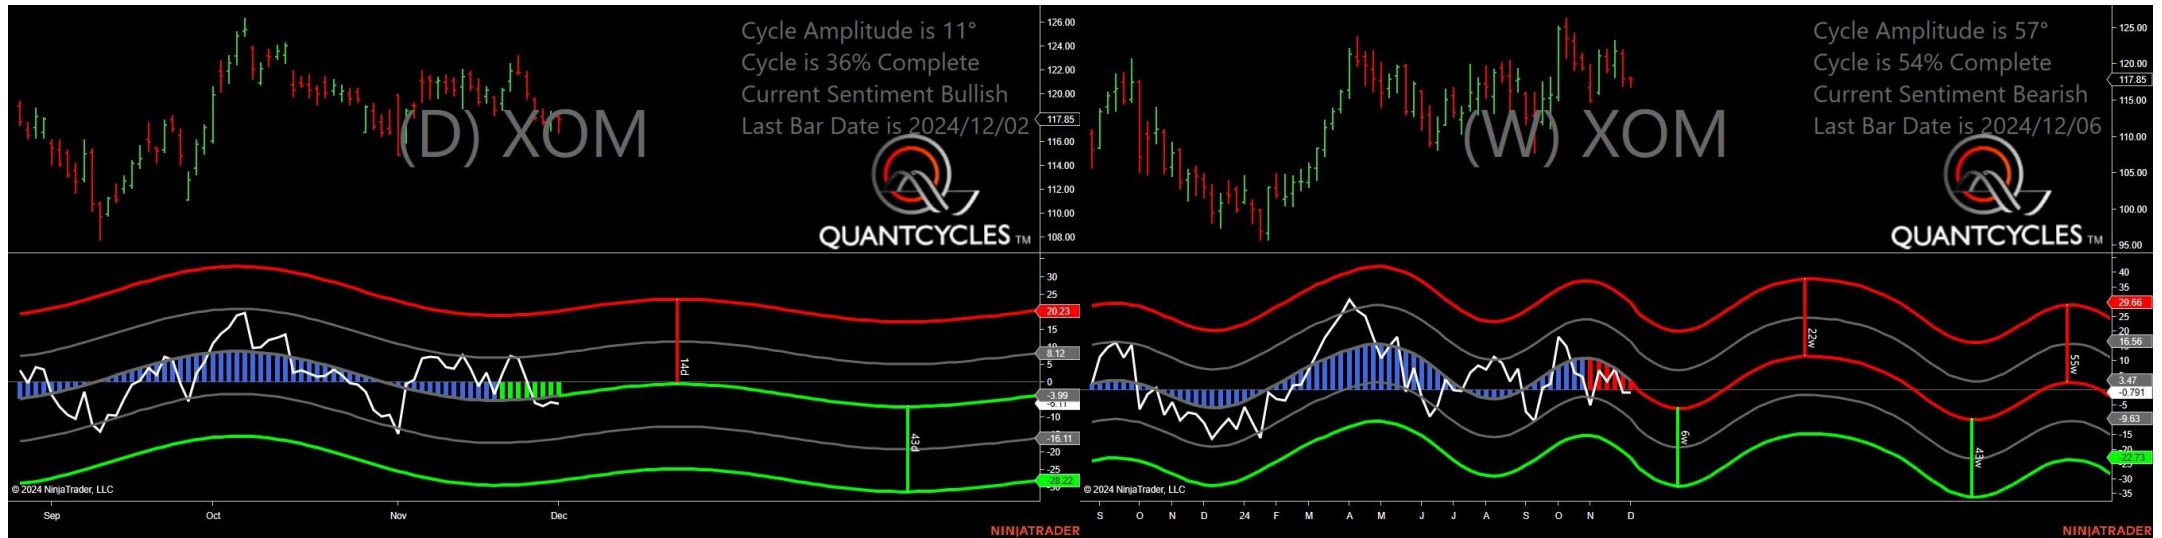 Cycle Amplitude is 11°
Cycle is 36% Complete
Current Sentiment Bullish
Last Bar Date is 2024/12/02
(D) XOM
QUANTCYCLES TM
126.00
124.00
122.00
120.00
117.85
116.00
114.00
112.00
110.00
108.00
30
25
20.23
15
8.12
5
0
-3.99
-6.11
-10
-16.11
-20
-25
-28.22
14d
43d
© 2024 NinjaTrader, LLC
Sep Oct Nov Dec
NINJATRADER
Cycle Amplitude is 57°
Cycle is 54% Complete
Current Sentiment Bearish
Last Bar Date is 2024/12/06
(W) XOM
QUANTCYCLES TM
125.00
120.00
117.85
115.00
110.00
105.00
100.00
95.00
40
35
29.66
25
20
16.56
10
3.47
-0.791
-5
-9.63
-15
-22.73
-30
-35
22w
55w
6w
43w
© 2024 NinjaTrader, LLC
S O N D 24 F M A M J J A S O N D
NINJATRADER